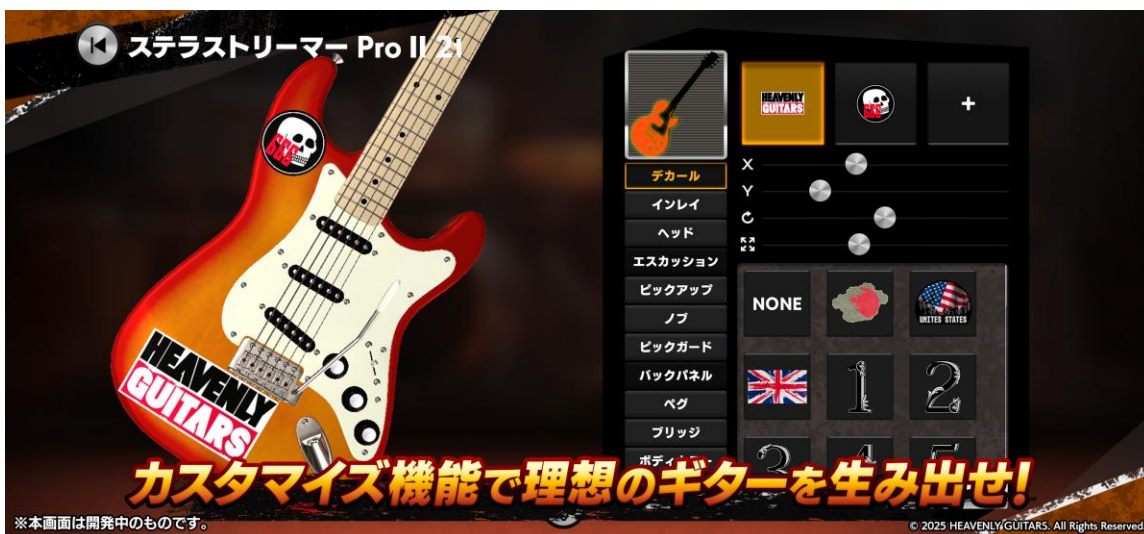 ステラストリーマー Pro II 21
666
HEAVENLY
GUITARS
HEAVENLY
GUITARS
666
+
X
Y
デカール
インレイ
ヘッド
エスカッション
ピックアップ
ノブ
ピックガード
バックパネル
ペグ
ブリッジ
NONE
UNITES STATES
1
2
3
4
5
カスタマイズ機能で理想のギターを生み出せ!
※本画面は開発中のものです。
© 2025 HEAVENLY GUITARS. All Rights Reserved